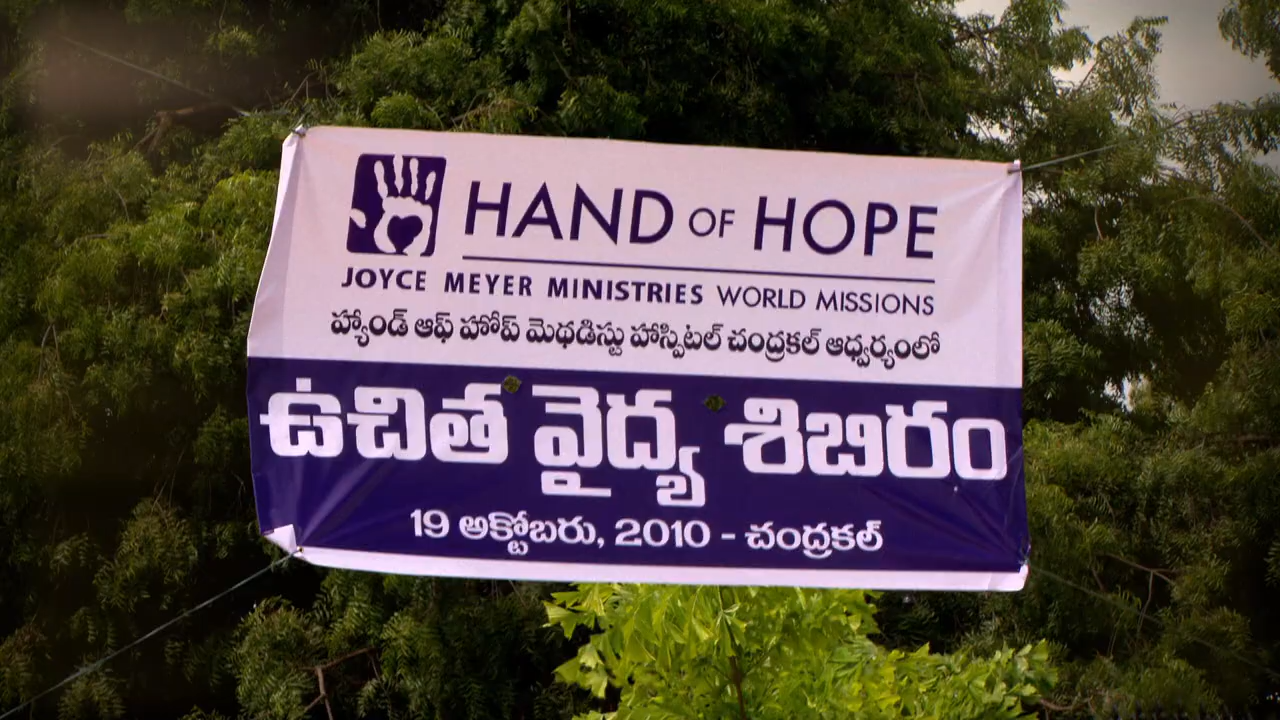 HAND OF HOPE
JOYCE MEYER MINISTRIES WORLD MISSIONS
హ్యాండ్ ఆఫ్ హోప్ మెథడిస్టు హాస్పిటల్ చంద్రకల్ ఆధ్వర్యంలో
ఉచిత వైద్య శిబిరం
19 అక్టోబరు, 2010 - చంద్రకల్